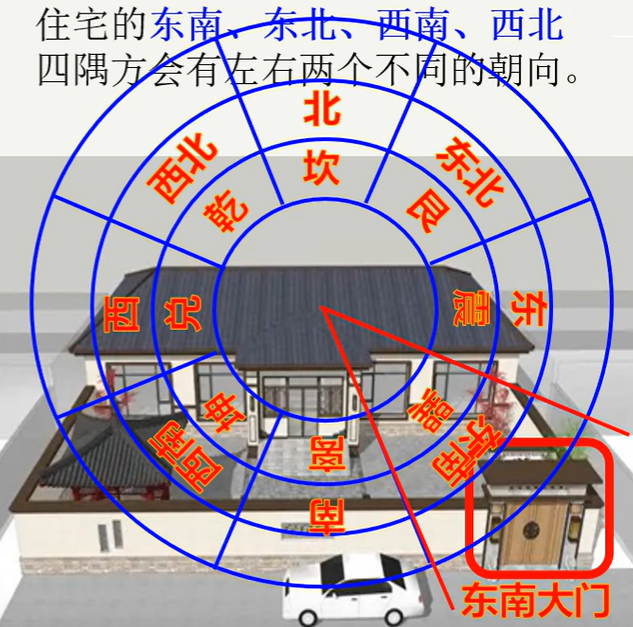 住宅的东南、东北、西南、西北
四隅方会有左右两个不同的朝向。
北
坎
西北
乾
东北
艮
西
兑
震
东
坤
西南
巽
东南
离
南
东南大门